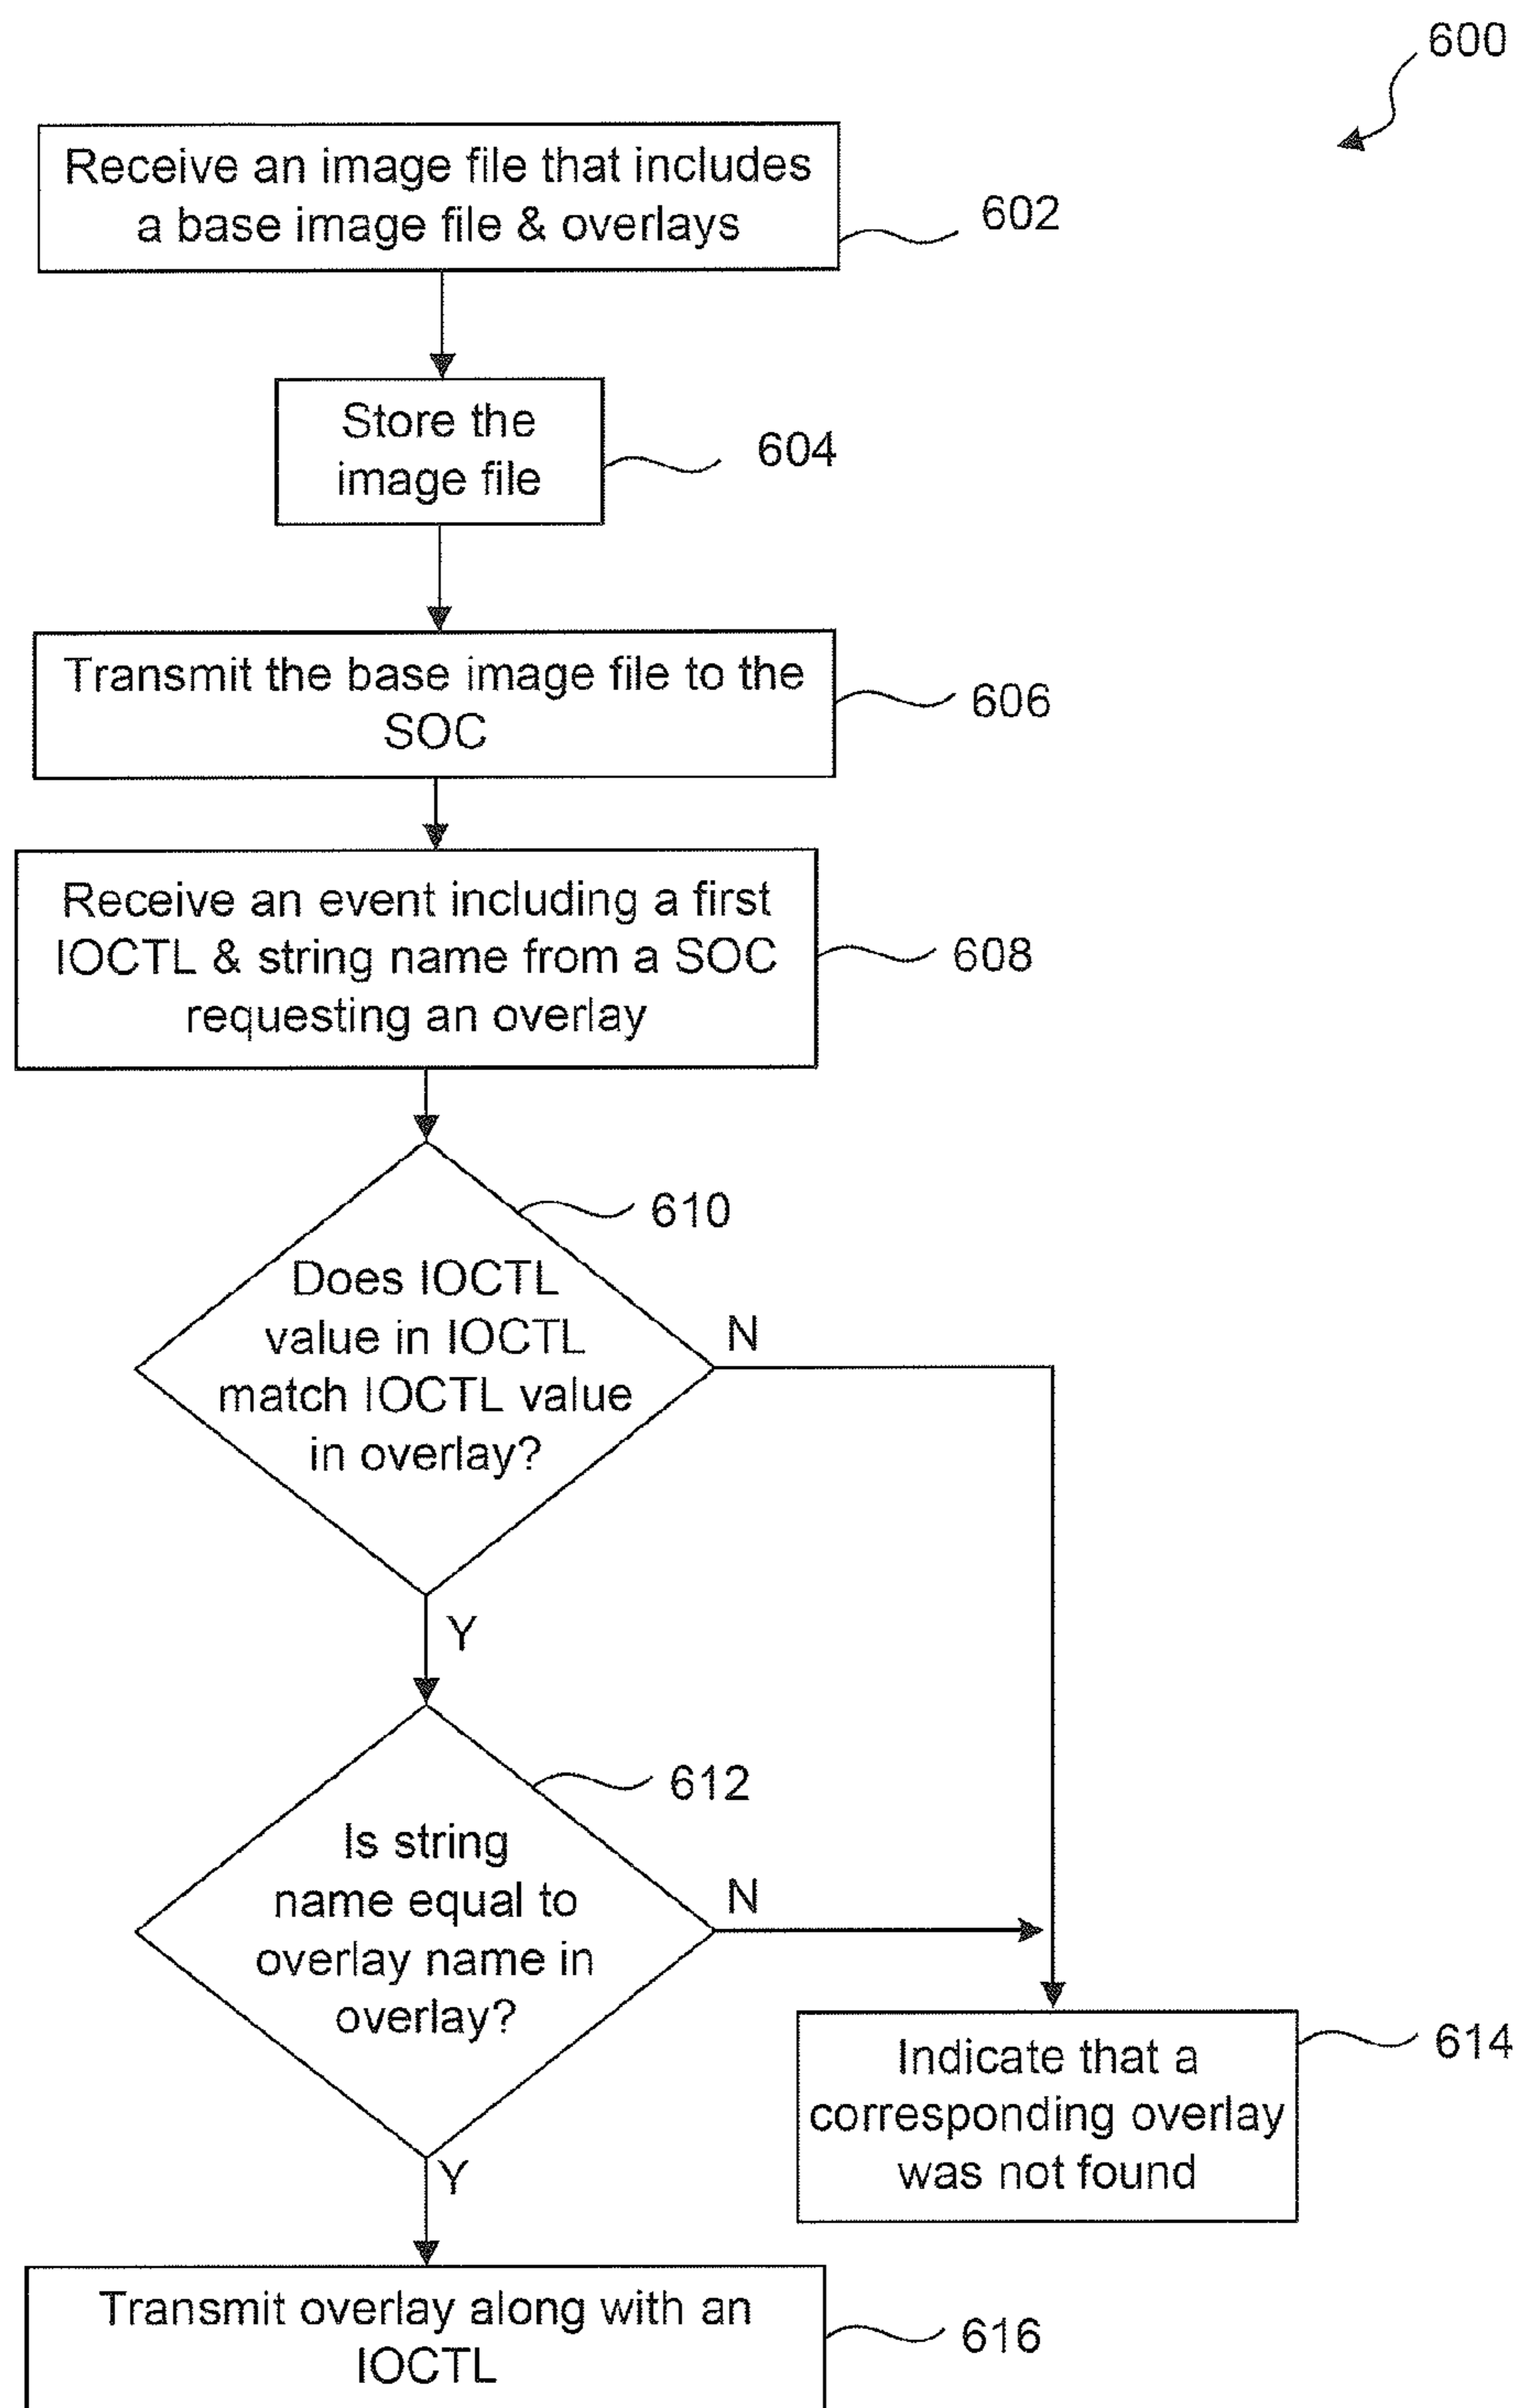 600
Receive an image file that includes
a base image file & overlays
602
Store the
image file
604
Transmit the base image file to the
SOC
606
Receive an event including a first
IOCTL & string name from a SOC
requesting an overlay
608
610
Does IOCTL
value in IOCTL
match IOCTL value
in overlay?
N
Y
612
Is string
name equal to
overlay name in
overlay?
N
Y
Indicate that a
corresponding overlay
was not found
614
Transmit overlay along with an
IOCTL
616